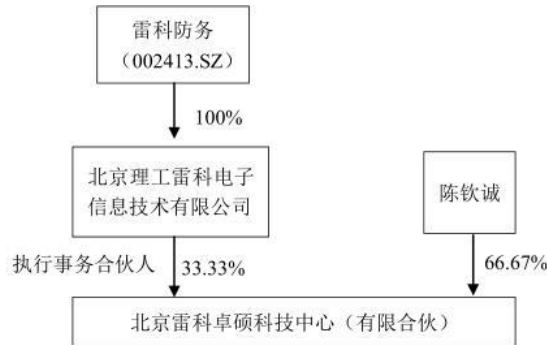 雷科防务
（002413.SZ）
100%
北京理工雷科电子
信息技术有限公司
陈钦诚
执行事务合伙人
33.33%
66.67%
北京雷科卓硕科技中心（有限合伙）